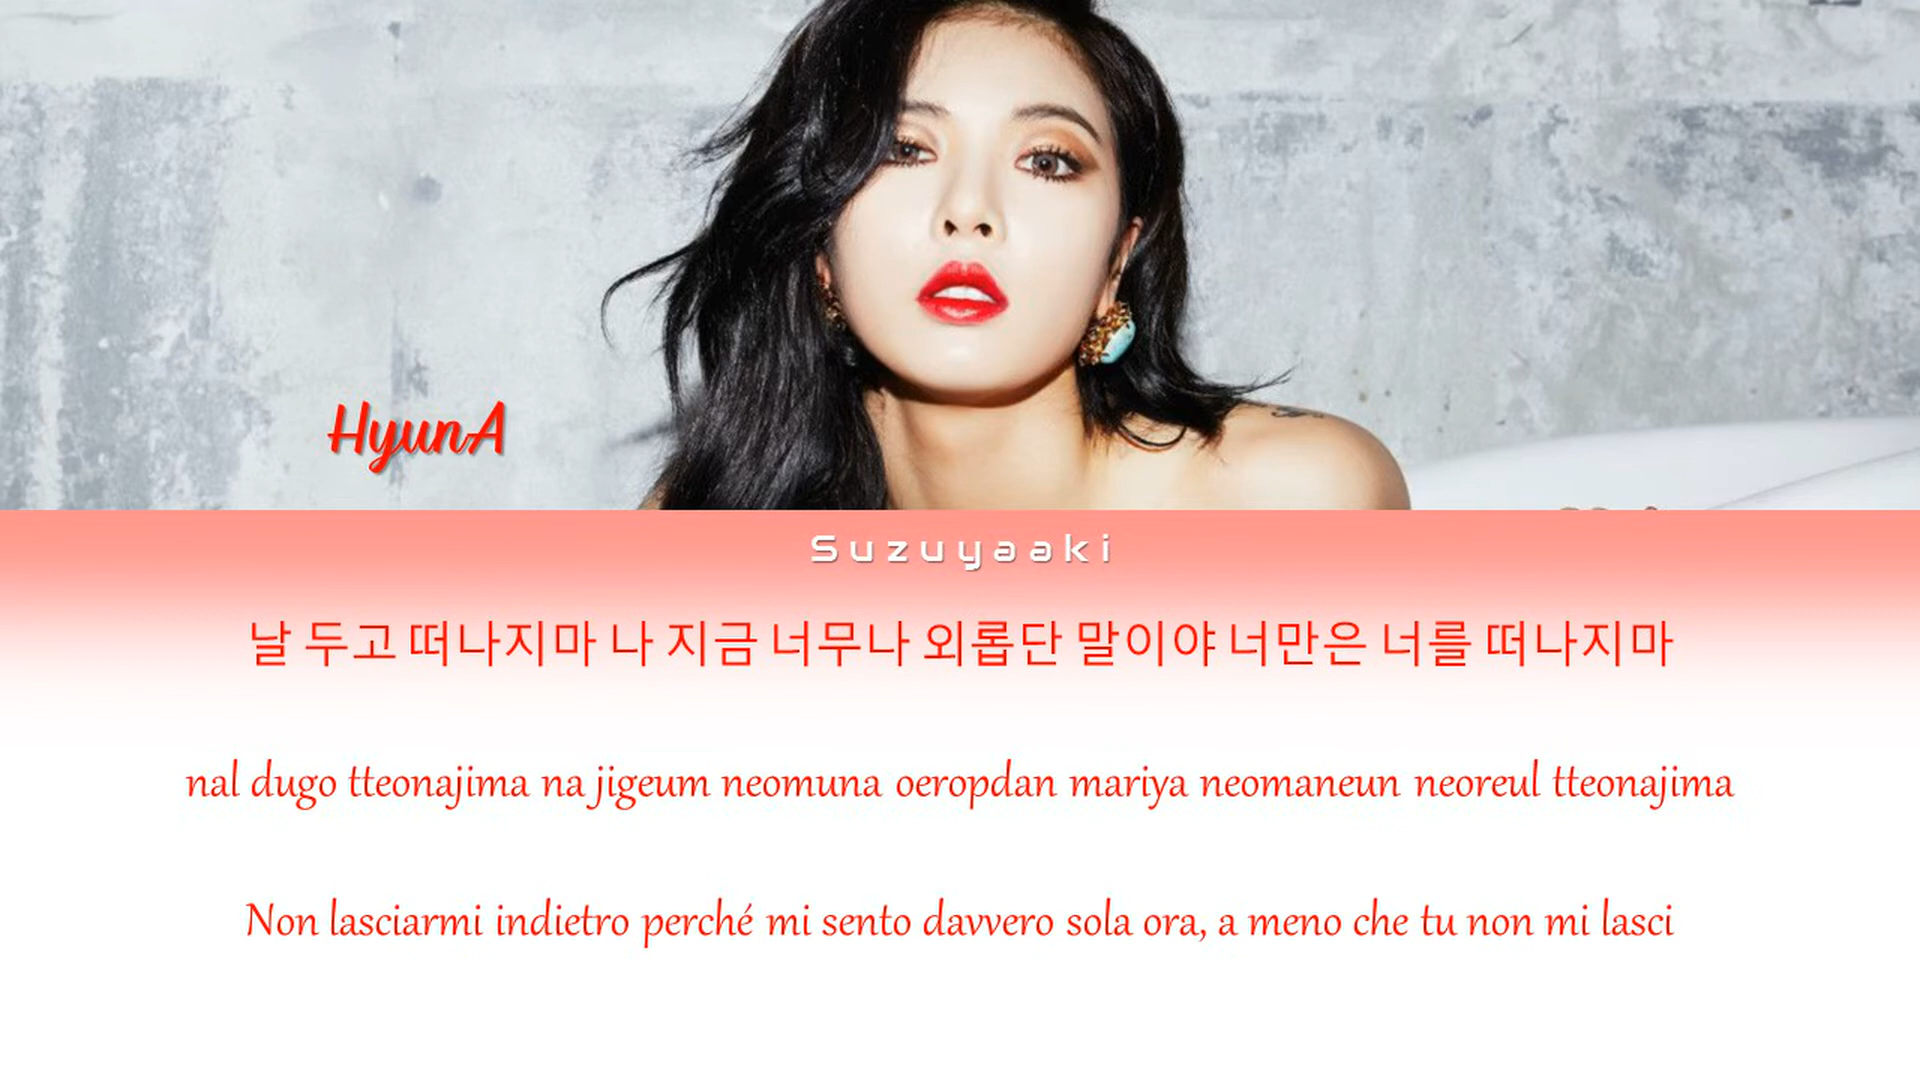 HyunA
Suzuyaaki
날 두고 떠나지마 나 지금 너무나 외롭단 말이야 너만은 너를 떠나지마
nal dugo tteonajima na jigeum neomuna oeropdan mariya neomaneun neoreul tteonajima
Non lasciarmi indietro perché mi sento davvero sola ora, a meno che tu non mi lasci